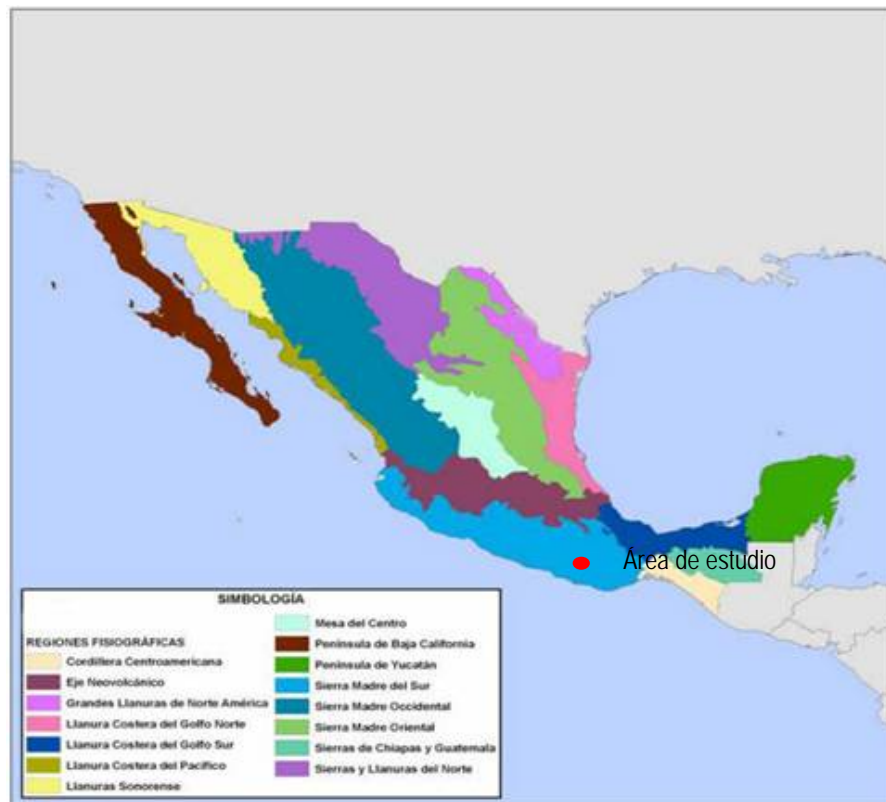 Área de estudio
SIMBOLOGÍA
REGIONES FISIOGRÁFICAS
Cordillera Centroamericana
Eje Neovolcánico
Grandes Llanuras de Norte América
Llanura Costera del Golfo Norte
Llanura Costera del Golfo Sur
Llanura Costera del Pacífico
Llanuras Sonorense
Mesa del Centro
Península de Baja California
Península de Yucatán
Sierra Madre del Sur
Sierra Madre Occidental
Sierra Madre Oriental
Sierras de Chiapas y Guatemala
Sierras y Llanuras del Norte